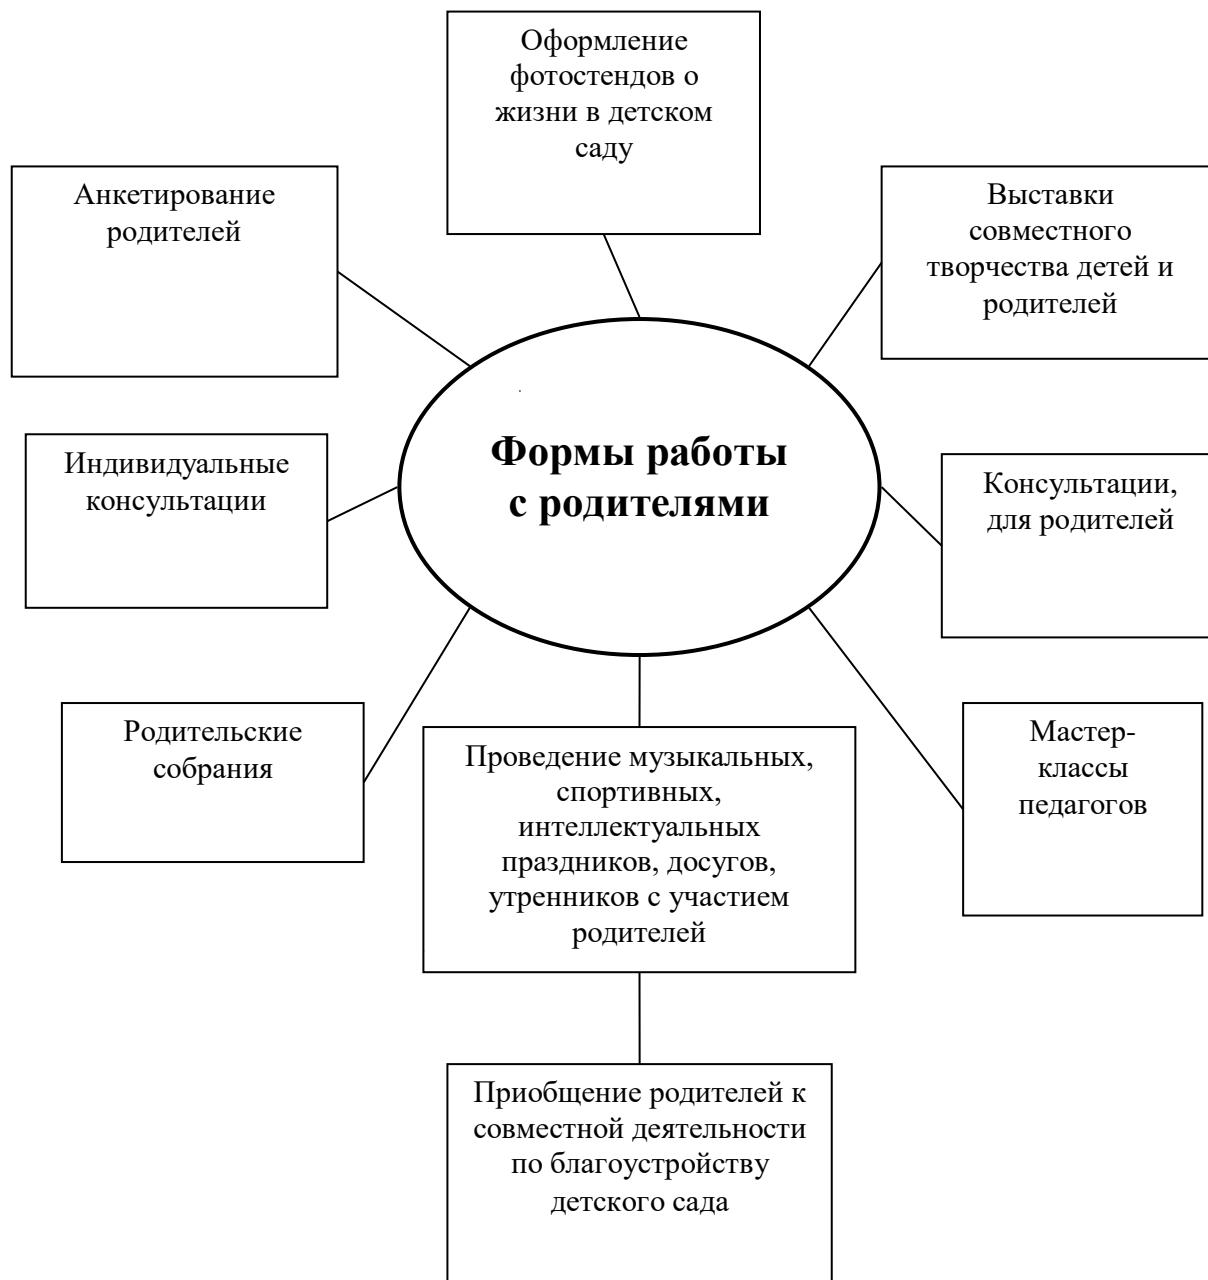 Оформление
фотостендов о
жизни в детском
саду
Анкетирование
родителей
Выставки
совместного
творчества детей и
родителей
Формы работы
с родителями
Индивидуальные
консультации
Консультации,
для родителей
Родительские
собрания
Проведение музыкальных,
спортивных,
интеллектуальных
праздников, досугов,
утренников с участием
родителей
Мастер-
классы
педагогов
Приобщение родителей к
совместной деятельности
по благоустройству
детского сада